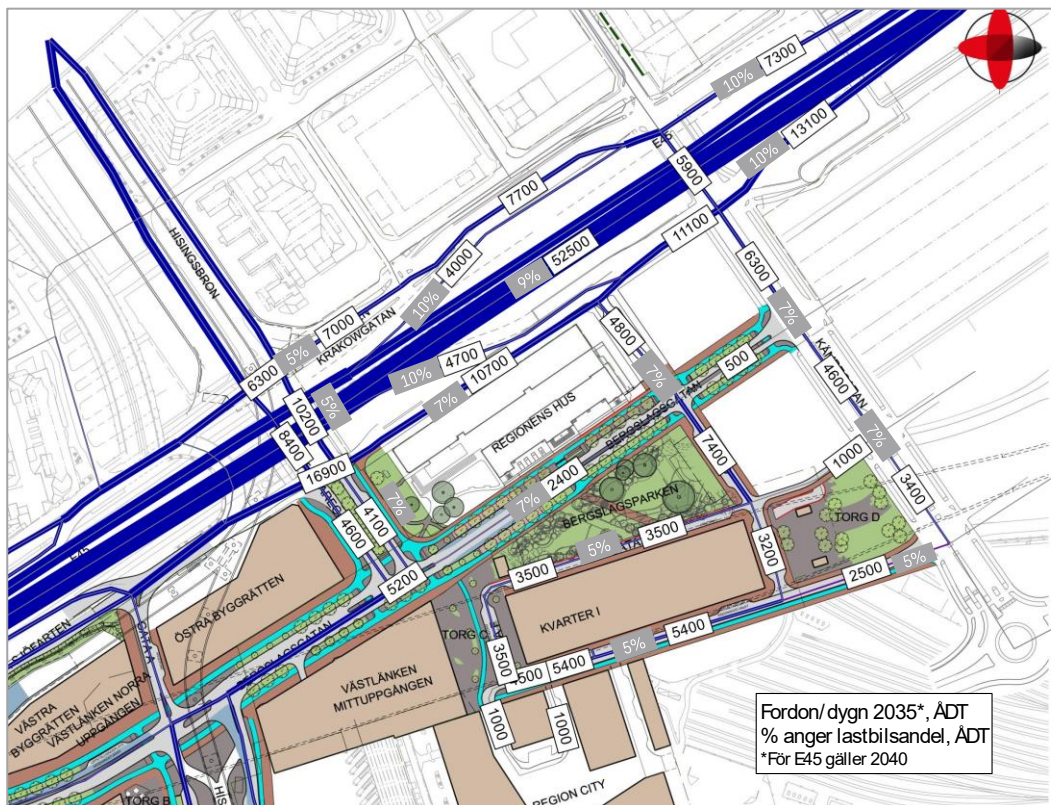 7300
10%
13100
10%
5900
7700
11100
HISINGSBRON
4000
10%
52500
9%
6300
7%
7000
5%
KRAKOWGATAN
4700
10%
10700
7%
4800
7%
500
4600
7%
6300
10200
5%
8400
REGIONENS HUS
BERGSLAGSGATAN
16900
7400
1000
3400
2400
7%
7%
4100
4600
BERGSLAGSPARKEN
TORG D
E45
3500
5%
3500
3200
5200
2500
5%
ÖSTRA BYGGRÄTTEN
KVARTER I
TORG C
5400
5%
3500
5400
4500
GATA A
VÄSTLÄNKEN
MITTUPPGÅNGEN
VÄSTRA
BYGGRÄTTEN
VÄSTLÄNKEN NORRA
UPPGÅNGEN
1000
1000
TORG B
REGION CITY
Fordon/dygn 2035*, ÅDT
% anger lastbilsandel, ÅDT
*För E45 gäller 2040